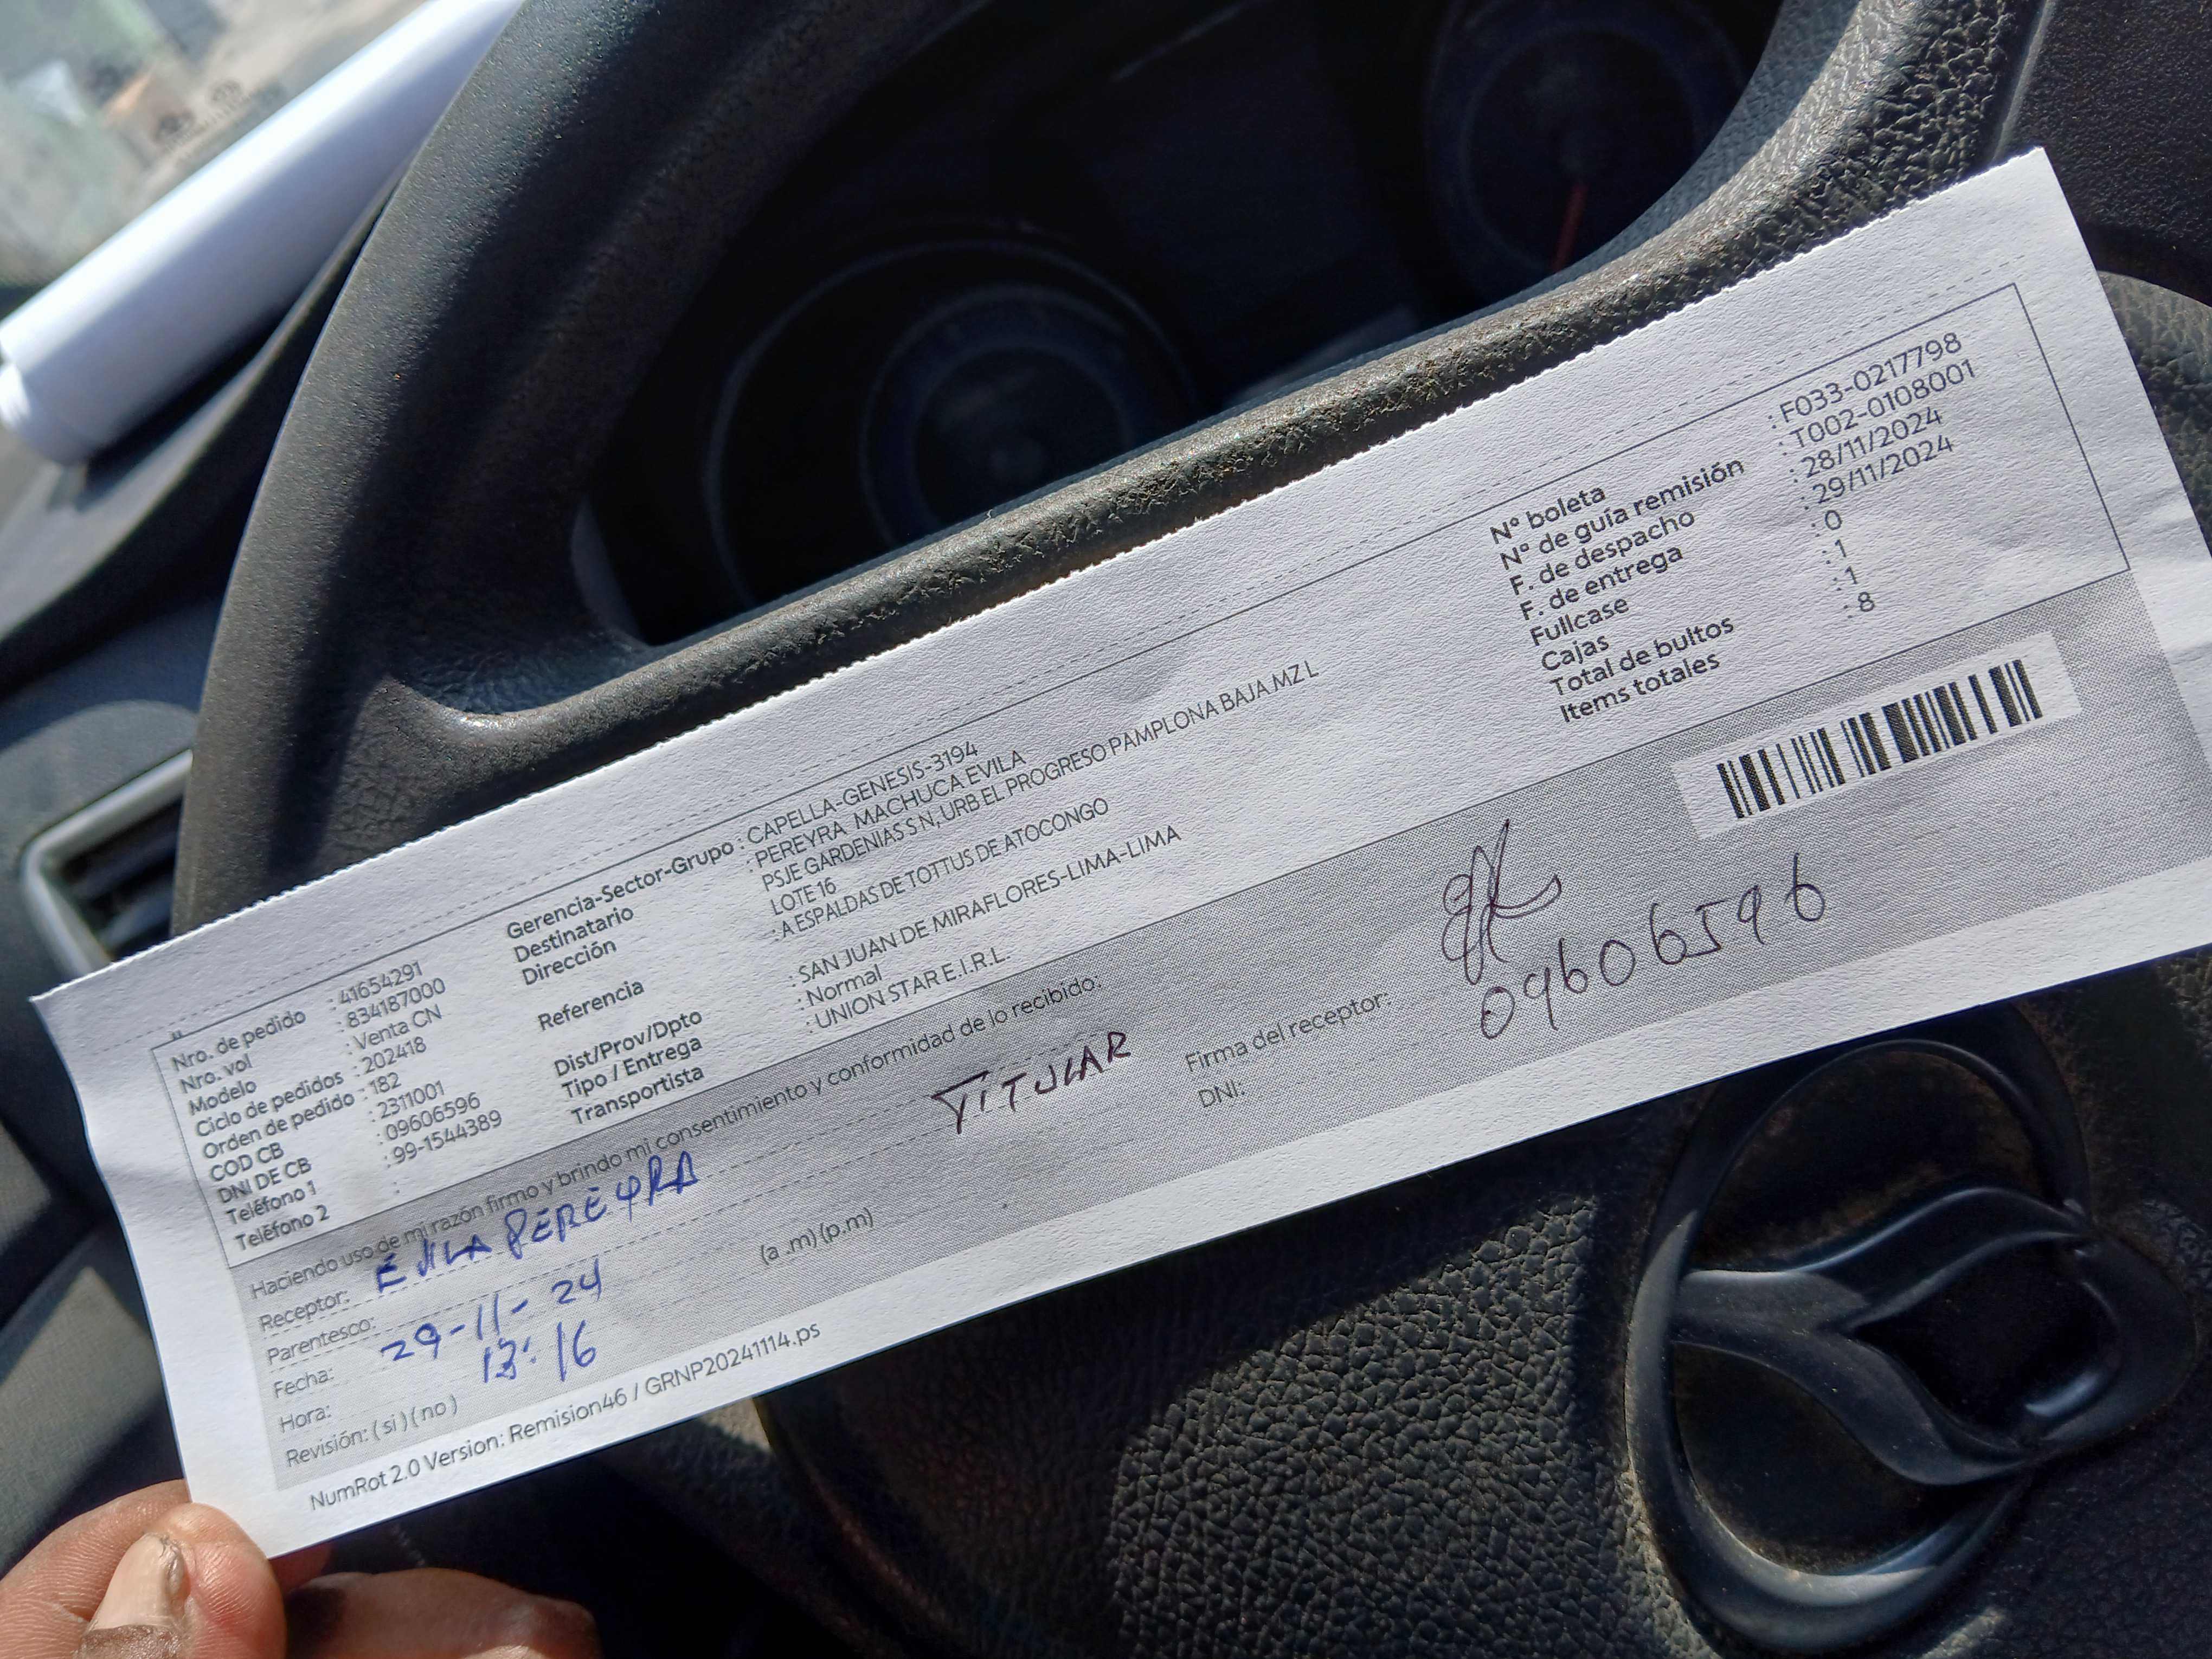 Nro. de pedido : 41654291
Nro. vol : 834187000
Modelo : Venta CN
Ciclo de pedidos : 202418
Orden de pedido : 182
COD CB : 2311001
DNI DE CB : 09606596
Teléfono 1 : 99-1544389
Teléfono 2 :
Gerencia-Sector-Grupo : CAPELLA-GENESIS-3194
Destinatario : PEREYRA MACHUCA EVILA
Dirección PSJE GARDENIAS S N, URB EL PROGRESO PAMPLONA BAJA MZ L
LOTE 16
Referencia : A ESPALDAS DE TOTTUS DE ATOCONGO
Dist/Prov/Dpto : SAN JUAN DE MIRAFLORES-LIMA-LIMA
Tipo / Entrega : Normal
Transportista : UNION STAR E.I.R.L.
N° boleta : F033-0217798
N° de guía remisión : T002-0108001
F. de despacho : 28/11/2024
F. de entrega : 29/11/2024
Fullcase : 0
Cajas : 1
Total de bultos : 1
Items totales : 8
Haciendo uso de mi razón firmo y brindo mi consentimiento y conformidad de lo recibido:
Receptor: EVILA PEREYRA
Parentesco: TITULAR
Fecha: 29-11-24
Hora: 13:16 (a .m) (p.m)
Revisión: ( si ) ( no )
Firma del receptor:
DNI: 09606596
NumRot 2.0 Version: Remision46 / GRNP20241114.ps